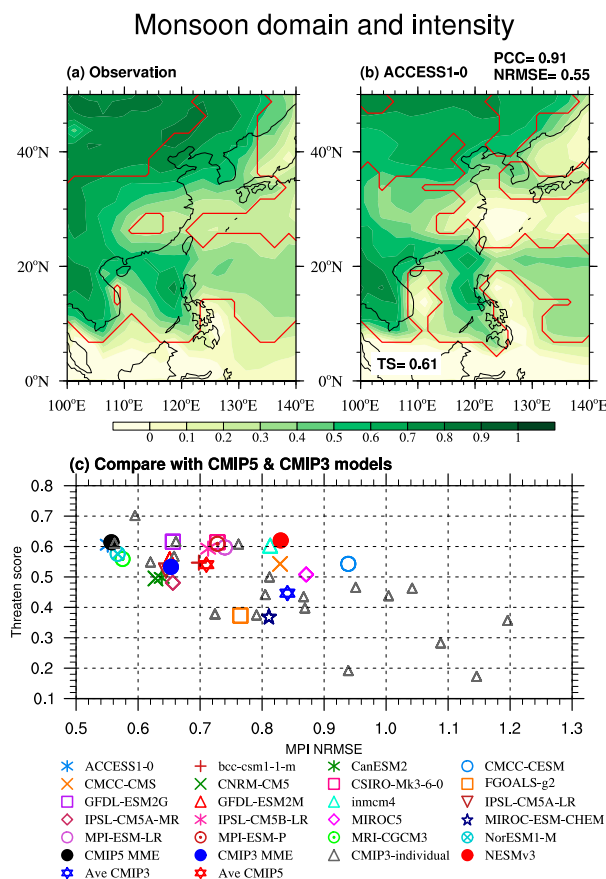 Monsoon domain and intensity
(a) Observation
(b) ACCESS1-0
PCC= 0.91
NRMSE= 0.55
40°N
20°N
0°N
100°E 110°E 120°E 130°E 140°E
40°N
20°N
0°N
TS= 0.61
100°E 110°E 120°E 130°E 140°E
0 0.1 0.2 0.3 0.4 0.5 0.6 0.7 0.8 0.9 1
(c) Compare with CMIP5 & CMIP3 models
Threaten score
0.8
0.7
0.6
0.5
0.4
0.3
0.2
0.1
0.5 0.6 0.7 0.8 0.9 1.0 1.1 1.2 1.3
MPI NRMSE
ACCESS1-0 bcc-csm1-1-m CanESM2 CMCC-CESM
CMCC-CMS CNRM-CM5 CSIRO-Mk3-6-0 FGOALS-g2
GFDL-ESM2G GFDL-ESM2M inmcm4 IPSL-CM5A-LR
IPSL-CM5A-MR IPSL-CM5B-LR MIROC5 MIROC-ESM-CHEM
MPI-ESM-LR MPI-ESM-P MRI-CGCM3 NorESM1-M
CMIP5 MME CMIP3 MME CMIP3-individual NESMv3
Ave CMIP3 Ave CMIP5